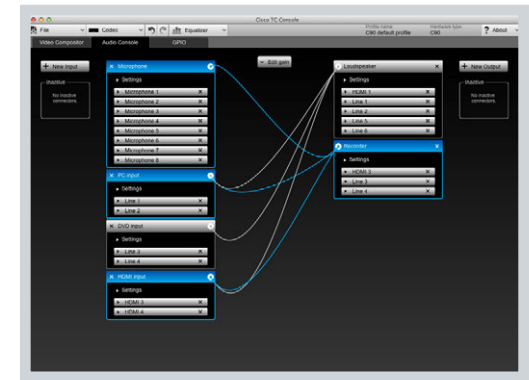 Cisco TC Console
File
Codec
Equalizer
Profile name:
C90 default profile
Hardware type:
C90
? About
Video Compositor
Audio Console
GPIO
+ New Input
Inactive
No inactive
connectors.
× Microphone
Settings
Microphone 1 ×
Microphone 2 ×
Microphone 3 ×
Microphone 4 ×
Microphone 5 ×
Microphone 6 ×
Microphone 7 ×
Microphone 8 ×
× PC input
Settings
Line 1 ×
Line 2 ×
× DVD input
Settings
Line 3 ×
Line 4 ×
× HDMI input
Settings
HDMI 3 ×
HDMI 4 ×
Edit gain
Loudspeaker ×
Settings
HDMI 1 ×
Line 1 ×
Line 2 ×
Line 5 ×
Line 6 ×
Recorder ×
Settings
HDMI 3 ×
Line 3 ×
Line 4 ×
+ New Output
Inactive
No inactive
connectors.